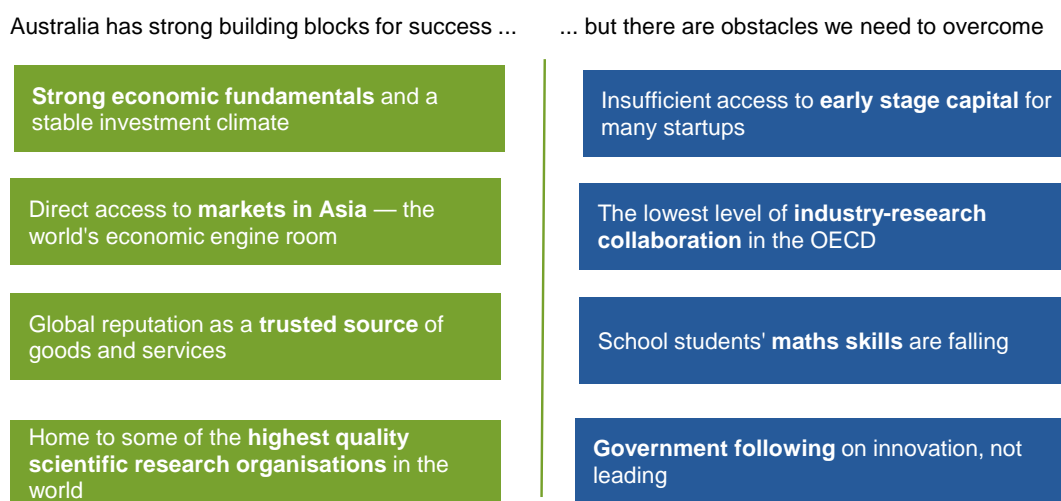 Australia has strong building blocks for success ...
Strong economic fundamentals and a
stable investment climate
Direct access to markets in Asia — the
world's economic engine room
Global reputation as a trusted source of
goods and services
Home to some of the highest quality
scientific research organisations in the
world
... but there are obstacles we need to overcome
Insufficient access to early stage capital for
many startups
The lowest level of industry-research
collaboration in the OECD
School students' maths skills are falling
Government following on innovation, not
leading